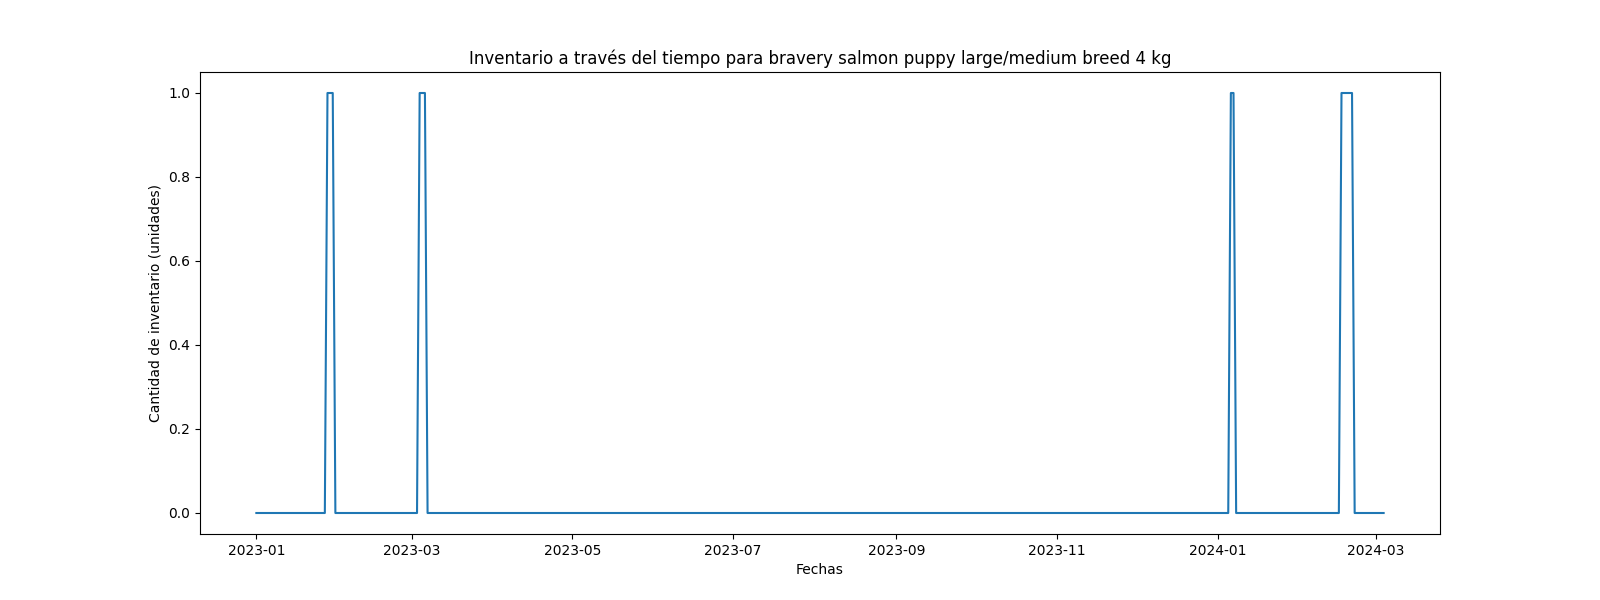 Inventario a través del tiempo para bravery salmon puppy large/medium breed 4 kg
Cantidad de inventario (unidades)
1.0
0.8
0.6
0.4
0.2
0.0
2023-01 2023-03 2023-05 2023-07 2023-09 2023-11 2024-01 2024-03
Fechas